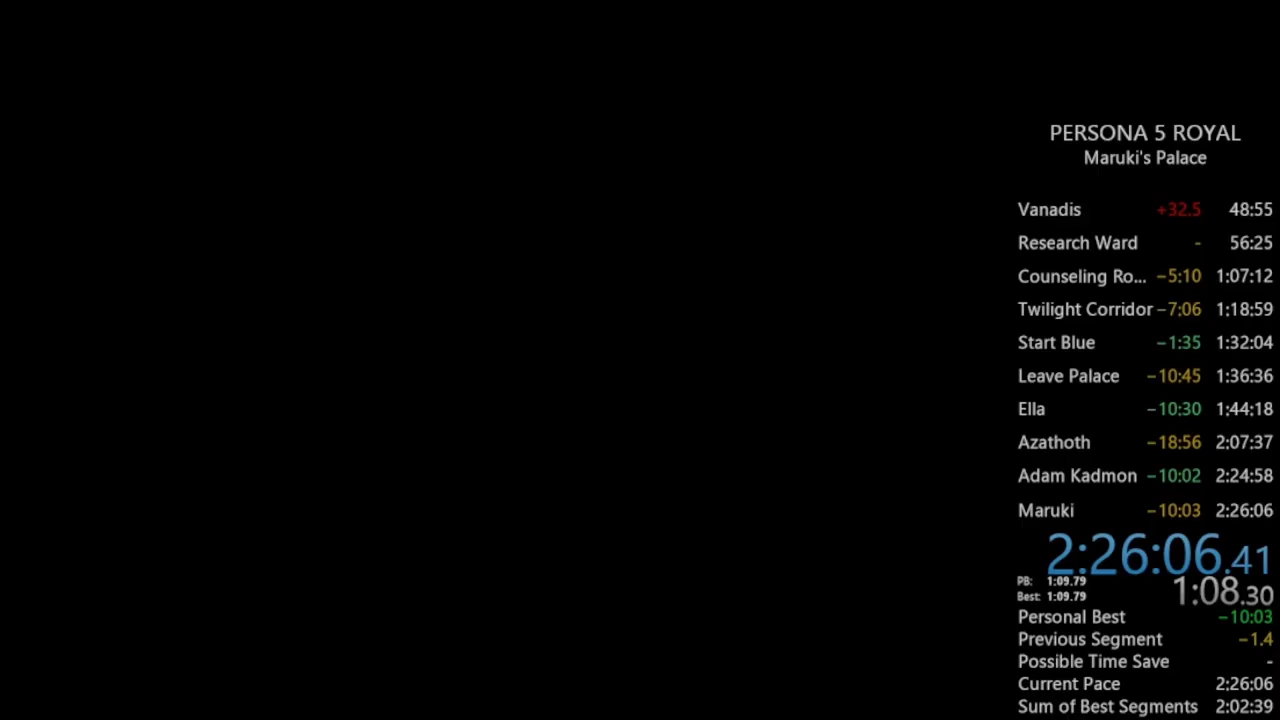 PERSONA 5 ROYAL
Maruki's Palace
Vanadis +32.5 48:55
Research Ward - 56:25
Counseling Ro... −5:10 1:07:12
Twilight Corridor −7:06 1:18:59
Start Blue −1:35 1:32:04
Leave Palace −10:45 1:36:36
Ella −10:30 1:44:18
Azathoth −18:56 2:07:37
Adam Kadmon −10:02 2:24:58
Maruki −10:03 2:26:06
2:26:06.41
PB: 1:09.79
Best: 1:09.79
1:08.30
Personal Best −10:03
Previous Segment −1.4
Possible Time Save -
Current Pace 2:26:06
Sum of Best Segments 2:02:39